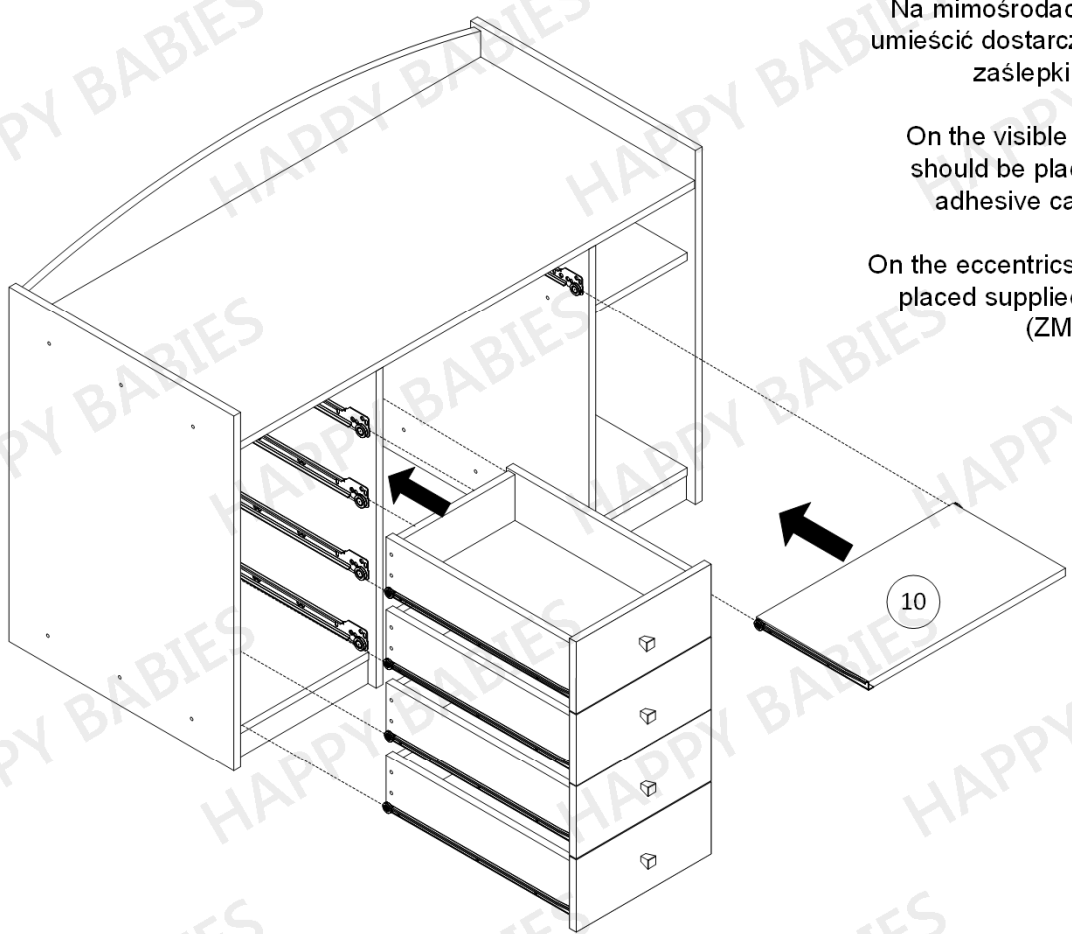 Na mimośrodac
umieścić dostarcz
zaślepki
On the visible
should be plac
adhesive ca
On the eccentrics
placed supplied
(ZM
10
HAPPY BABIES